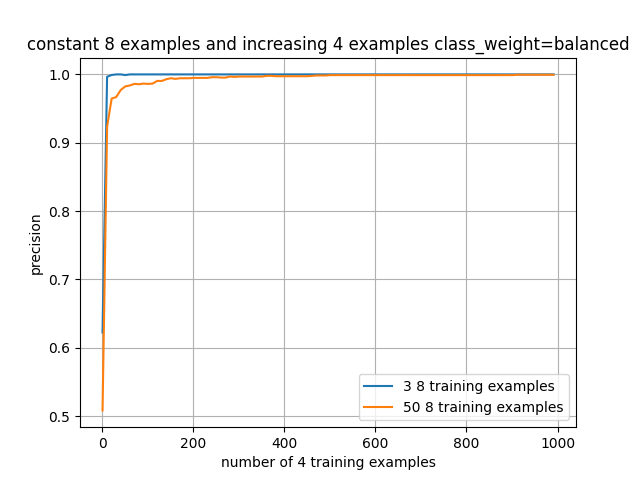 constant 8 examples and increasing 4 examples class_weight=balanced
1.0
0.9
0.8
0.7
0.6
0.5
precision
3 8 training examples
50 8 training examples
0 200 400 600 800 1000
number of 4 training examples